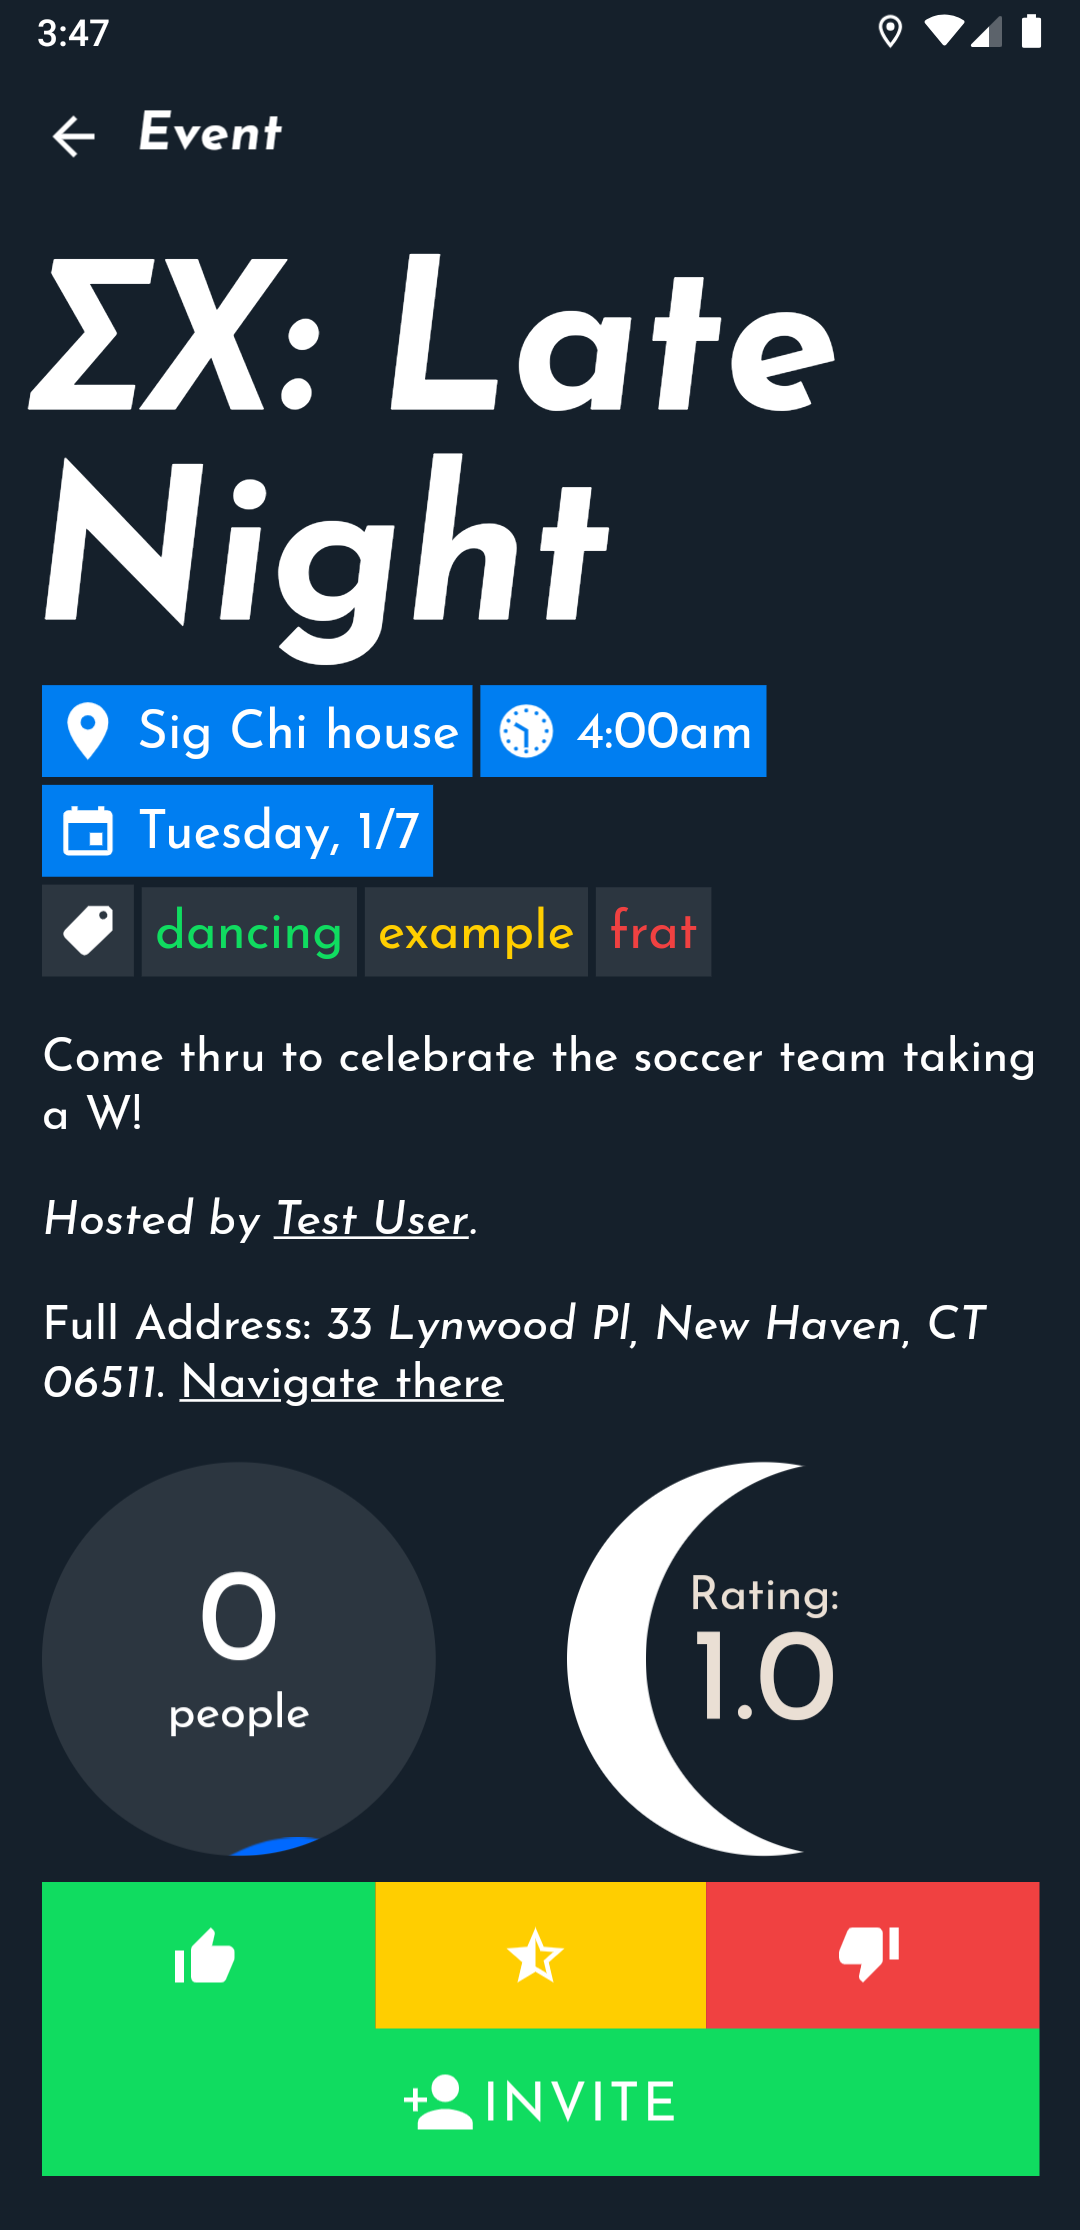 3:47
Event
ΣX: Late
Night
Sig Chi house 4:00am
Tuesday, 1/7
dancing example frat
Come thru to celebrate the soccer team taking
a W!
Hosted by Test User.
Full Address: 33 Lynwood Pl, New Haven, CT
06511. Navigate there
0
people
Rating:
1.0
INVITE